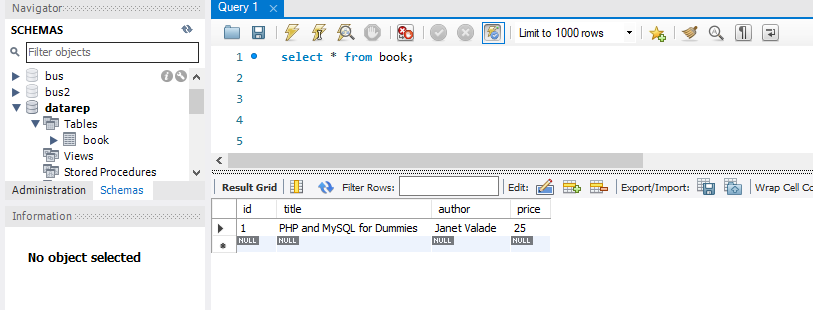 Navigator
SCHEMAS
Filter objects
bus
bus2
datarep
Tables
book
Views
Stored Procedures
Administration Schemas
Information
No object selected
Query 1
Limit to 1000 rows
1 select * from book;
2
3
4
5
Result Grid Filter Rows: Edit: Export/Import: Wrap Cell Co
id title author price
1 PHP and MySQL for Dummies Janet Valade 25
NULL NULL NULL NULL